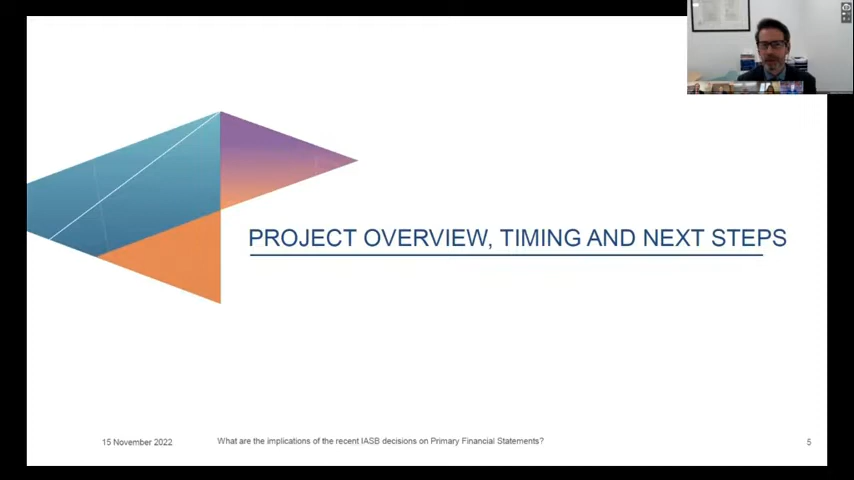 PROJECT OVERVIEW, TIMING AND NEXT STEPS
15 November 2022
What are the implications of the recent IASB decisions on Primary Financial Statements?
5